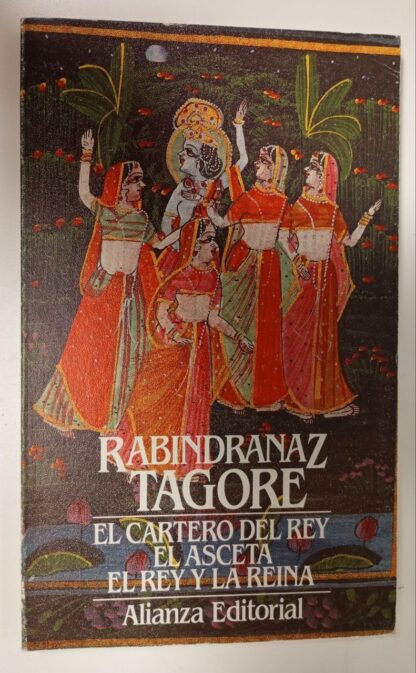 RABINDRANAZ
TAGORE
EL CARTERO DEL REY
EL ASCETA
EL REY Y LA REINA
Alianza Editorial